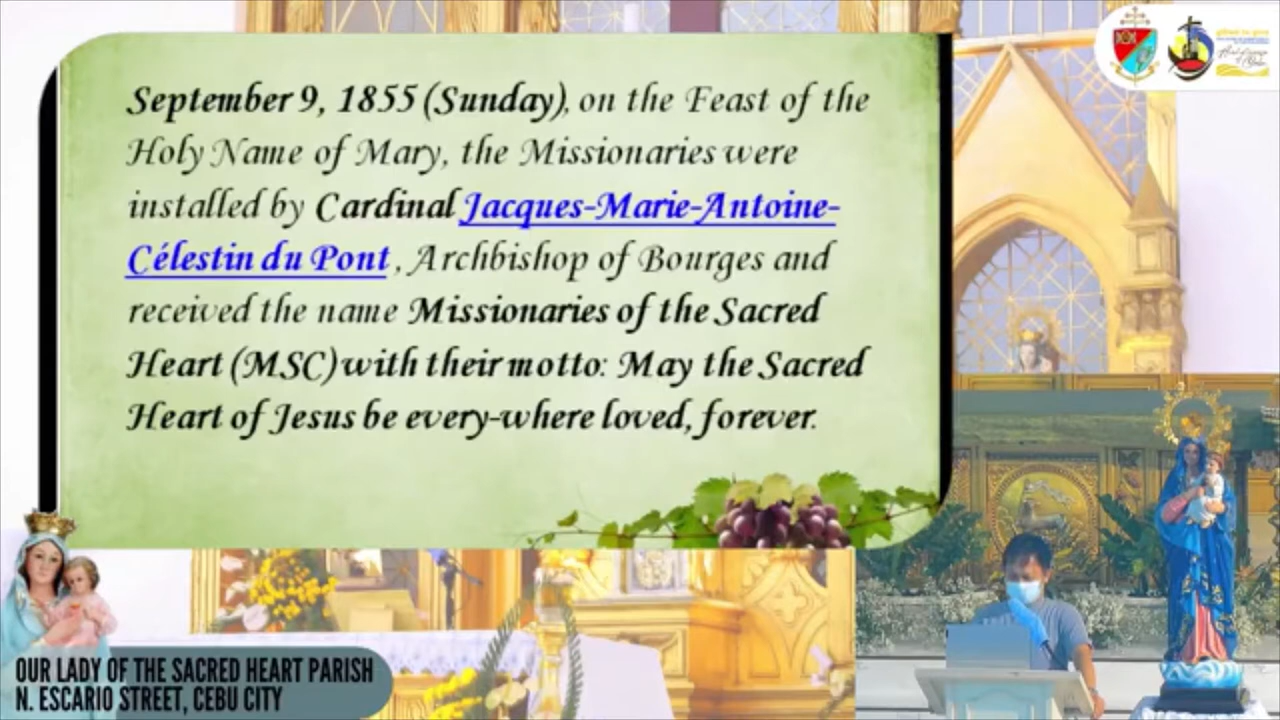 September 9, 1855 (Sunday), on the Feast of the
Holy Name of Mary, the Missionaries were
installed by Cardinal Jacques-Marie-Antoine-
Célestin du Pont , Archbishop of Bourges and
received the name Missionaries of the Sacred
Heart (MSC) with their motto: May the Sacred
Heart of Jesus be every-where loved, forever.
OUR LADY OF THE SACRED HEART PARISH
N. ESCARIO STREET, CEBU CITY